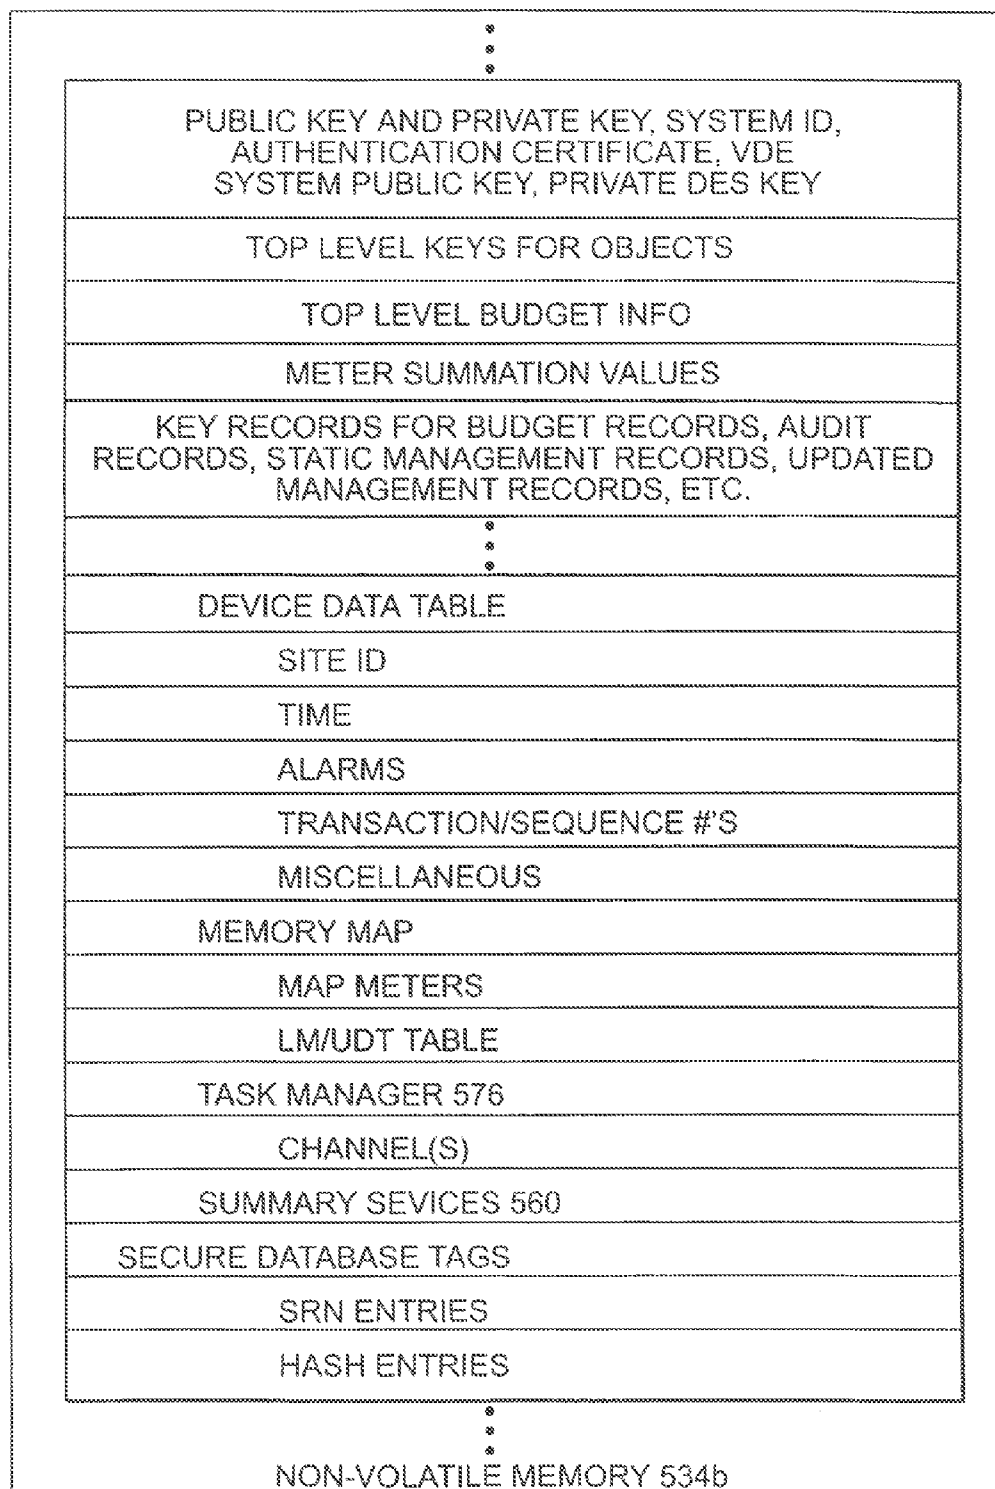 PUBLIC KEY AND PRIVATE KEY, SYSTEM ID,
AUTHENTICATION CERTIFICATE, VDE
SYSTEM PUBLIC KEY, PRIVATE DES KEY
TOP LEVEL KEYS FOR OBJECTS
TOP LEVEL BUDGET INFO
METER SUMMATION VALUES
KEY RECORDS FOR BUDGET RECORDS, AUDIT
RECORDS, STATIC MANAGEMENT RECORDS, UPDATED
MANAGEMENT RECORDS, ETC.
DEVICE DATA TABLE
SITE ID
TIME
ALARMS
TRANSACTION/SEQUENCE #'S
MISCELLANEOUS
MEMORY MAP
MAP METERS
LM/UDT TABLE
TASK MANAGER 576
CHANNEL(S)
SUMMARY SEVICES 560
SECURE DATABASE TAGS
SRN ENTRIES
HASH ENTRIES
NON-VOLATILE MEMORY 534b